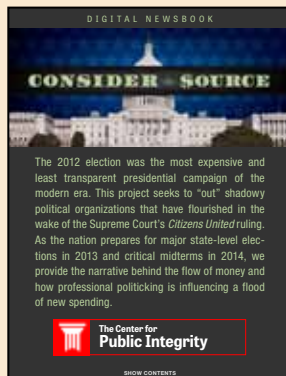 DIGITAL NEWSBOOK
CONSIDER THE $OURCE
The 2012 election was the most expensive and
least transparent presidential campaign of the
modern era. This project seeks to "out" shadowy
political organizations that have flourished in the
wake of the Supreme Court's Citizens United ruling.
As the nation prepares for major state-level elec-
tions in 2013 and critical midterms in 2014, we
provide the narrative behind the flow of money and
how professional politicking is influencing a flood
of new spending.
The Center for
Public Integrity
SHOW CONTENTS